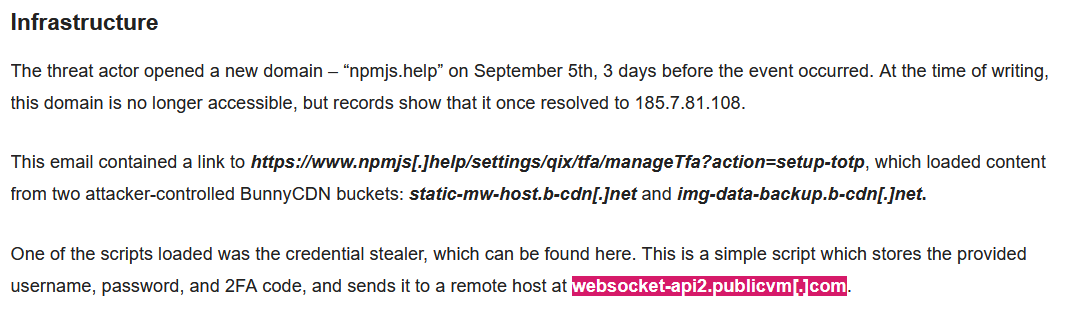 Infrastructure
The threat actor opened a new domain – “npmjs.help” on September 5th, 3 days before the event occurred. At the time of writing,
this domain is no longer accessible, but records show that it once resolved to 185.7.81.108.
This email contained a link to https://www.npmjs[.]help/settings/qix/tfa/manageTfa?action=setup-totp, which loaded content
from two attacker-controlled BunnyCDN buckets: static-mw-host.b-cdn[.]net and img-data-backup.b-cdn[.]net.
One of the scripts loaded was the credential stealer, which can be found here. This is a simple script which stores the provided
username, password, and 2FA code, and sends it to a remote host at websocket-api2.publicvm[.]com.